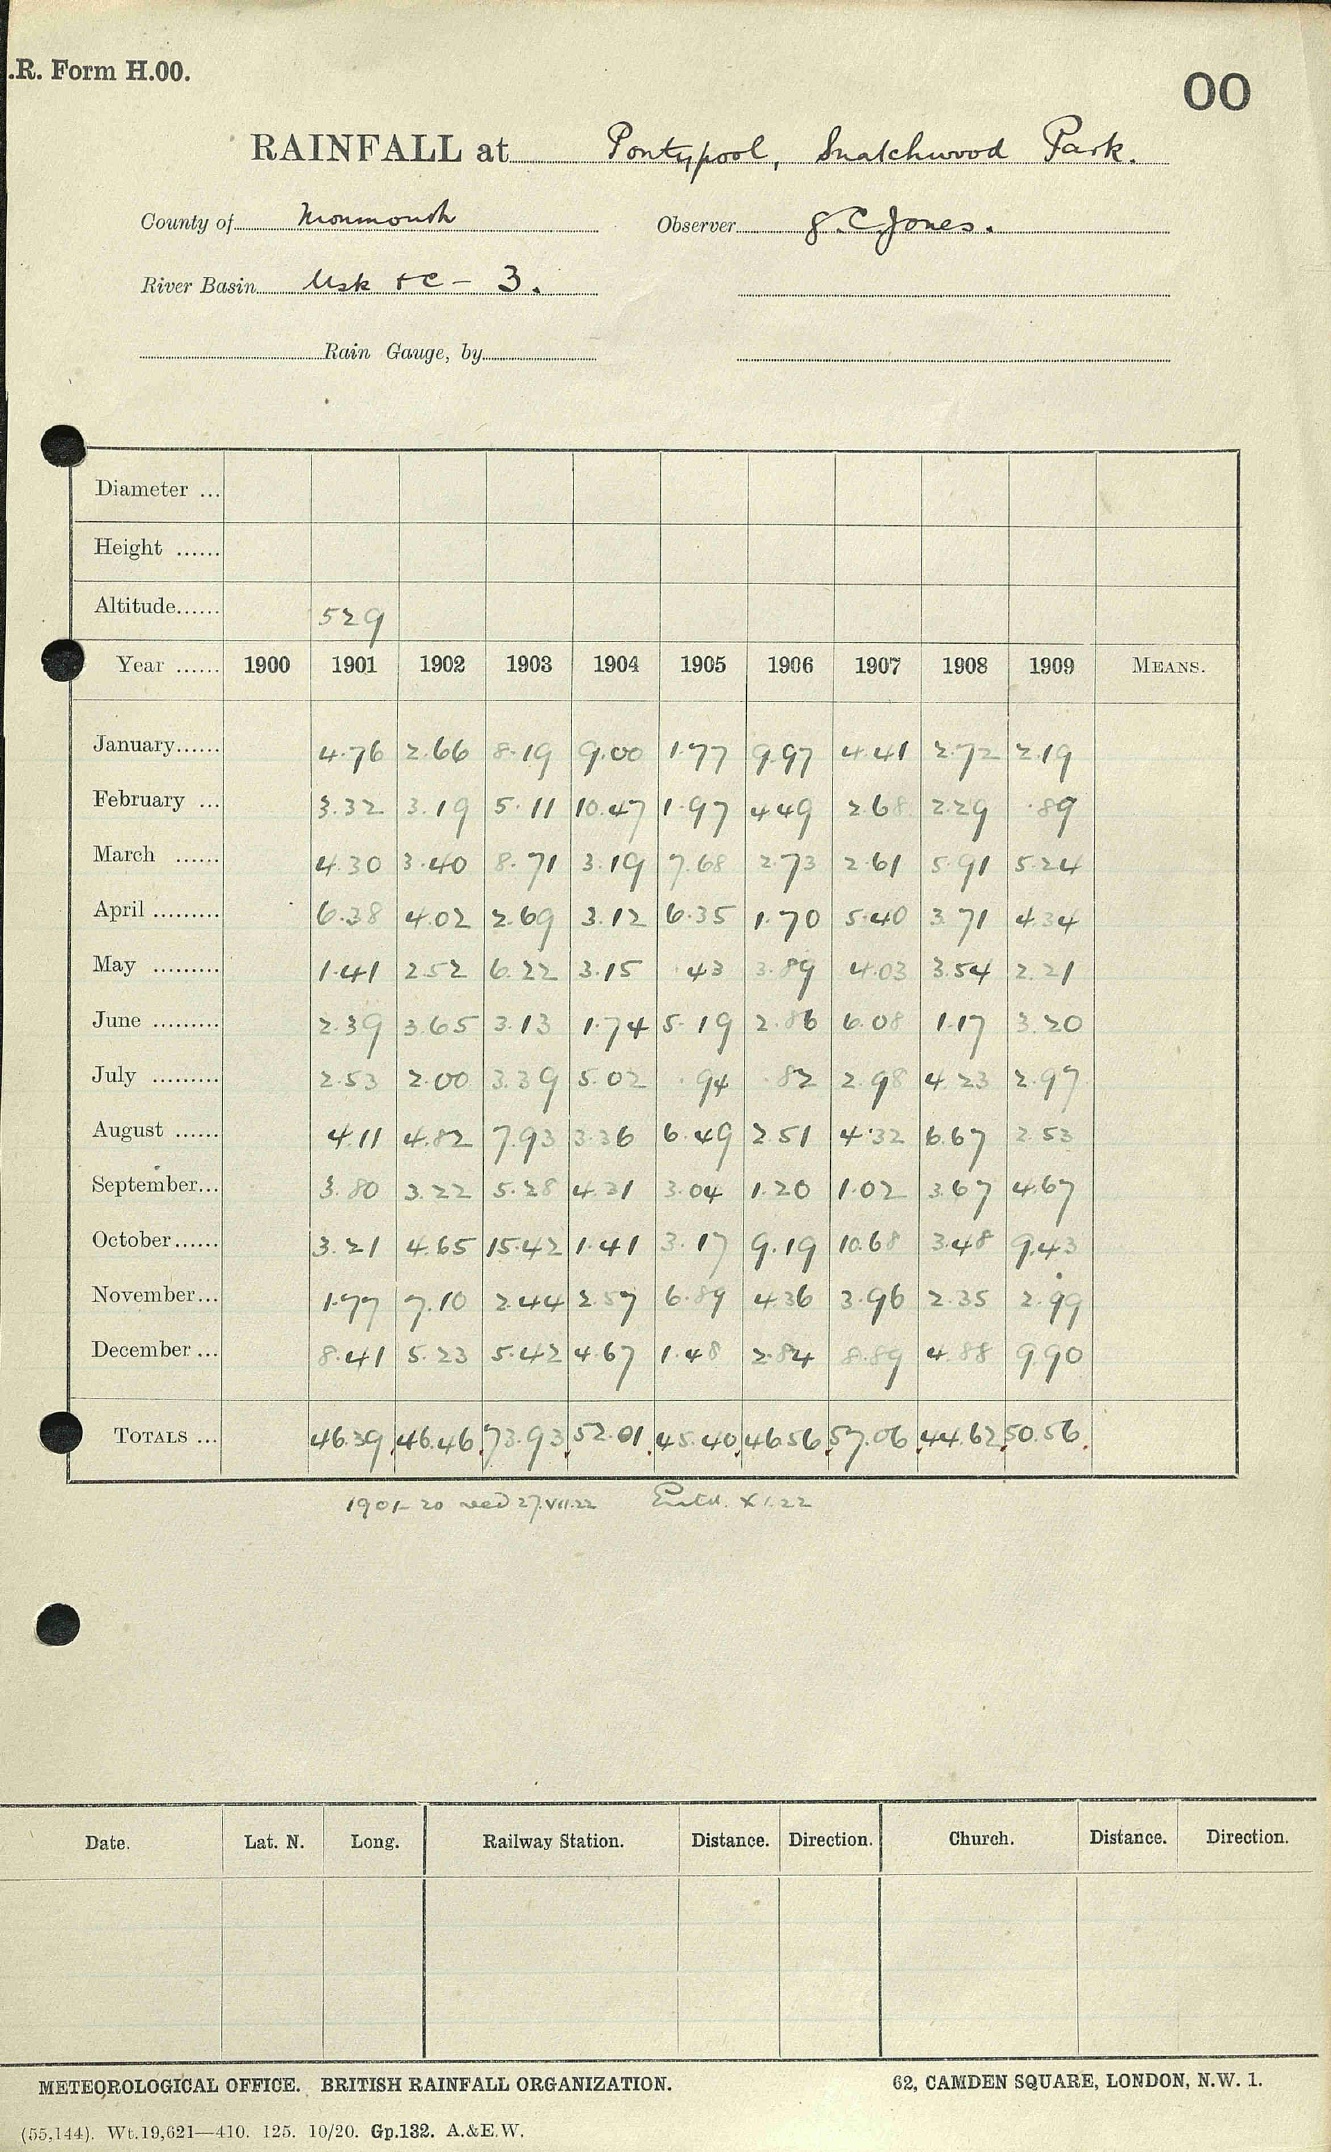 .R. Form H.00.
00
RAINFALL at Pontypool, Snatchwood Park.
County of Monmouth Observer J.C. Jones.
River Basin Usk &c - 3.
Rain Gauge, by
Diameter ...
Height ......
Altitude...... 529
Year ...... 1900 1901 1902 1903 1904 1905 1906 1907 1908 1909 MEANS.
January...... 4.76 2.66 8.19 9.00 1.77 9.97 4.41 2.72 2.19
February ... 3.32 3.19 5.11 10.47 1.97 4.49 2.68 2.29 .89
March ...... 4.30 3.40 8.71 3.19 7.68 2.73 2.61 5.91 5.24
April ......... 6.38 4.02 2.69 3.12 6.35 1.70 5.40 3.71 4.34
May ......... 1.41 2.52 6.22 3.15 .43 3.89 4.03 3.54 2.21
June ......... 2.39 3.65 3.13 1.74 5.19 2.86 6.08 1.17 3.20
July ......... 2.53 2.00 3.39 5.02 .94 .82 2.98 4.23 2.97
August ...... 4.11 4.82 7.93 3.36 6.49 2.51 4.32 6.67 2.53
September... 3.80 3.22 5.28 4.31 3.04 1.20 1.02 3.67 4.67
October...... 3.21 4.65 15.42 1.41 3.17 9.19 10.68 3.48 9.43
November... 1.77 7.10 2.44 2.57 6.89 4.36 3.96 2.35 2.99
December ... 8.41 5.23 5.42 4.67 1.48 2.84 8.89 4.88 9.90
TOTALS ... 46.39 46.46 73.93 52.01 45.40 46.56 57.06 44.62 50.56
1901-20 recd 27.VII.22 Entd. XI.22
Date. Lat. N. Long. Railway Station. Distance. Direction. Church. Distance. Direction.
METEOROLOGICAL OFFICE. BRITISH RAINFALL ORGANIZATION. 62, CAMDEN SQUARE, LONDON, N.W. 1.
(55,144). Wt.19,621—410. 125. 10/20. Gp.132. A.&E.W.